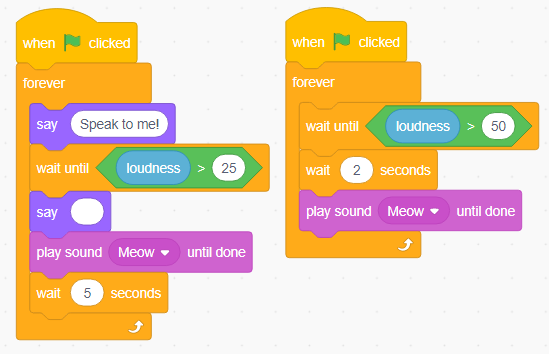 when clicked
forever
say Speak to me!
wait until loudness > 25
say
play sound Meow until done
wait 5 seconds
when clicked
forever
wait until loudness > 50
wait 2 seconds
play sound Meow until done